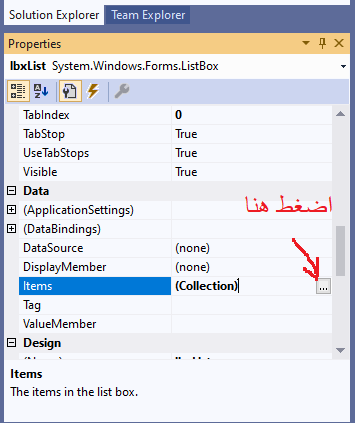 Solution Explorer Team Explorer
Properties
lbxList System.Windows.Forms.ListBox
TabIndex 0
TabStop True
UseTabStops True
Visible True
Data
(ApplicationSettings)
اضغط هنا
(DataBindings)
DataSource (none)
DisplayMember (none)
Items (Collection) ...
Tag
ValueMember
Design
Items
The items in the list box.